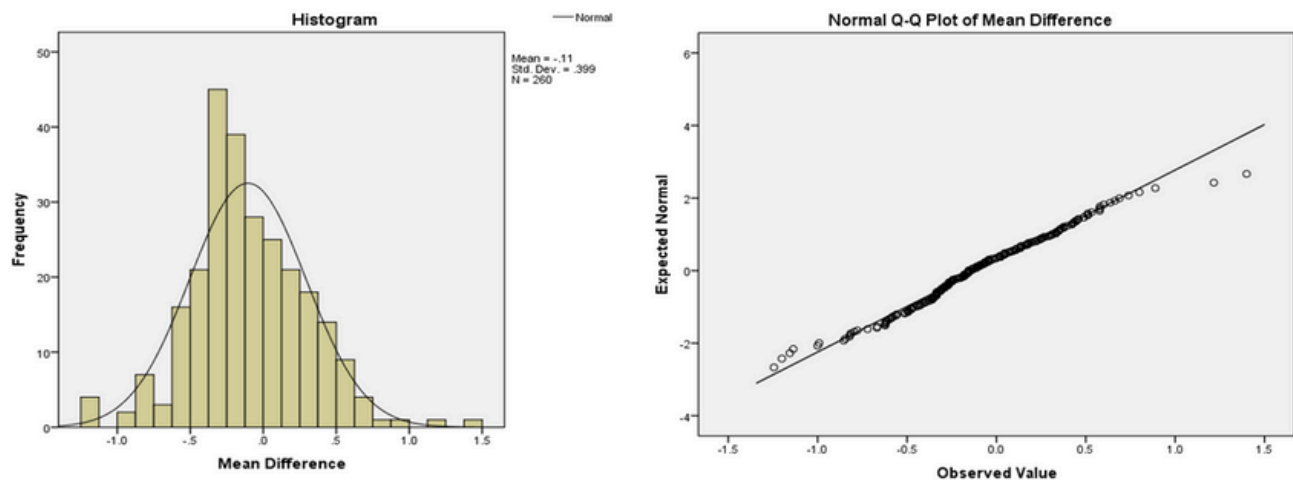 Histogram
Normal
Mean = -.11
Std. Dev. = .399
N = 260
50
40
30
20
10
0
Frequency
-1.0
-.5
.0
.5
1.0
1.5
Mean Difference
Normal Q-Q Plot of Mean Difference
6
4
2
0
-2
-4
Expected Normal
-1.5
-1.0
-0.5
0.0
0.5
1.0
1.5
Observed Value